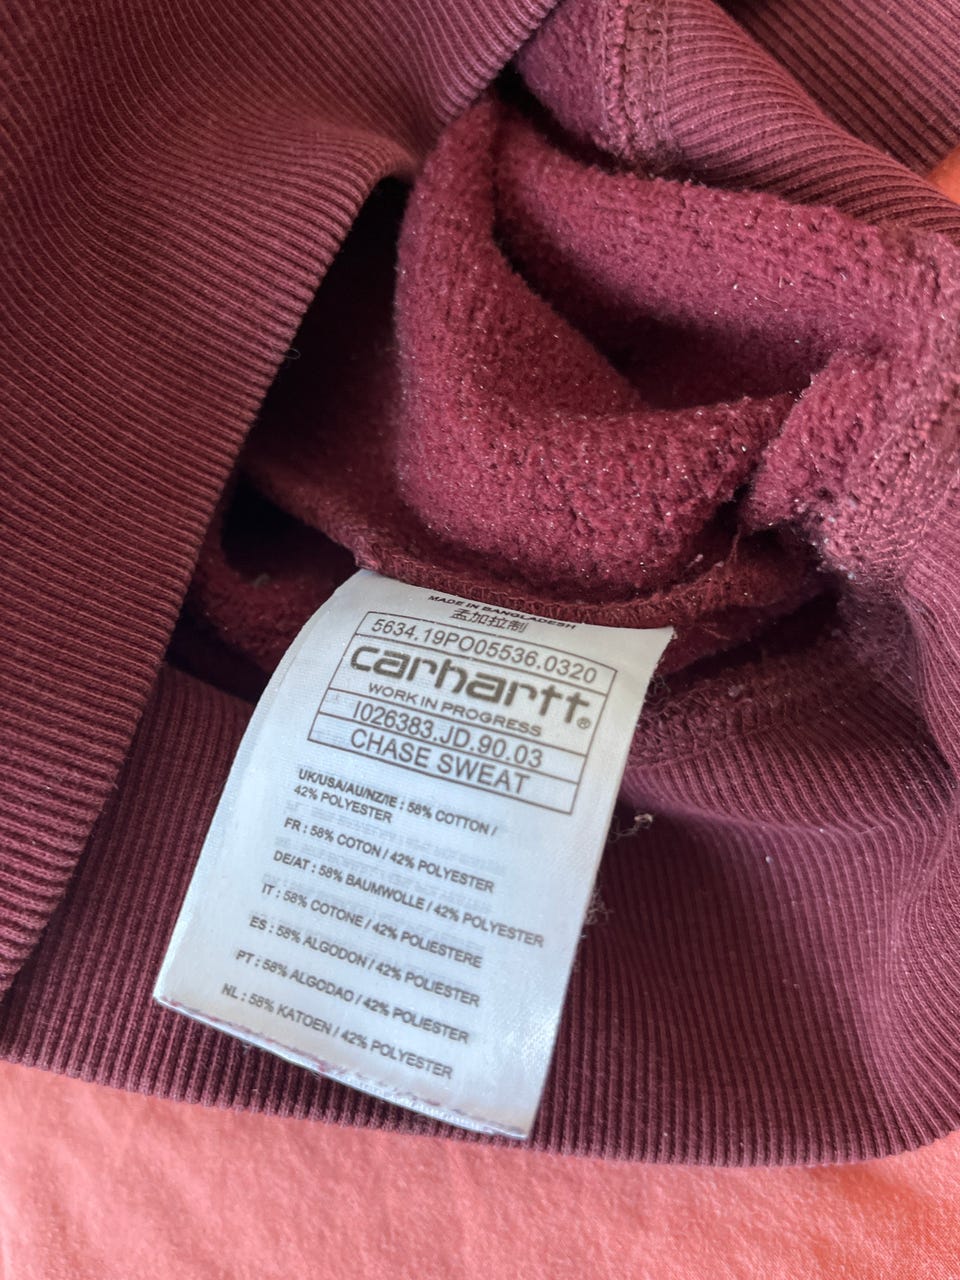 MADE IN BANGLADESH
孟加拉制
5634.19PO05536.0320
carhartt®
WORK IN PROGRESS
I026383.JD.90.03
CHASE SWEAT
UK/USA/AU/NZ/IE : 58% COTTON /
42% POLYESTER
FR : 58% COTON / 42% POLYESTER
DE/AT : 58% BAUMWOLLE / 42% POLYESTER
IT : 58% COTONE / 42% POLIESTERE
ES : 58% ALGODON / 42% POLIESTER
PT : 58% ALGODAO / 42% POLIESTER
NL : 58% KATOEN / 42% POLYESTER